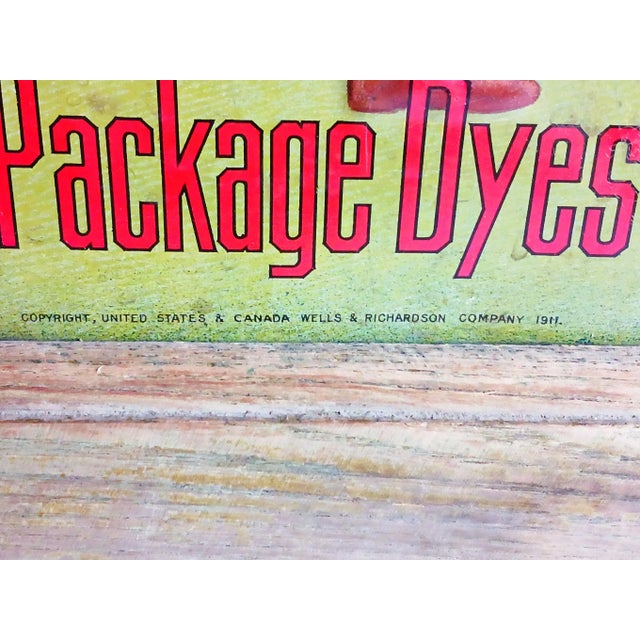 Package Dyes
COPYRIGHT, UNITED STATES & CANADA WELLS & RICHARDSON COMPANY 1911.